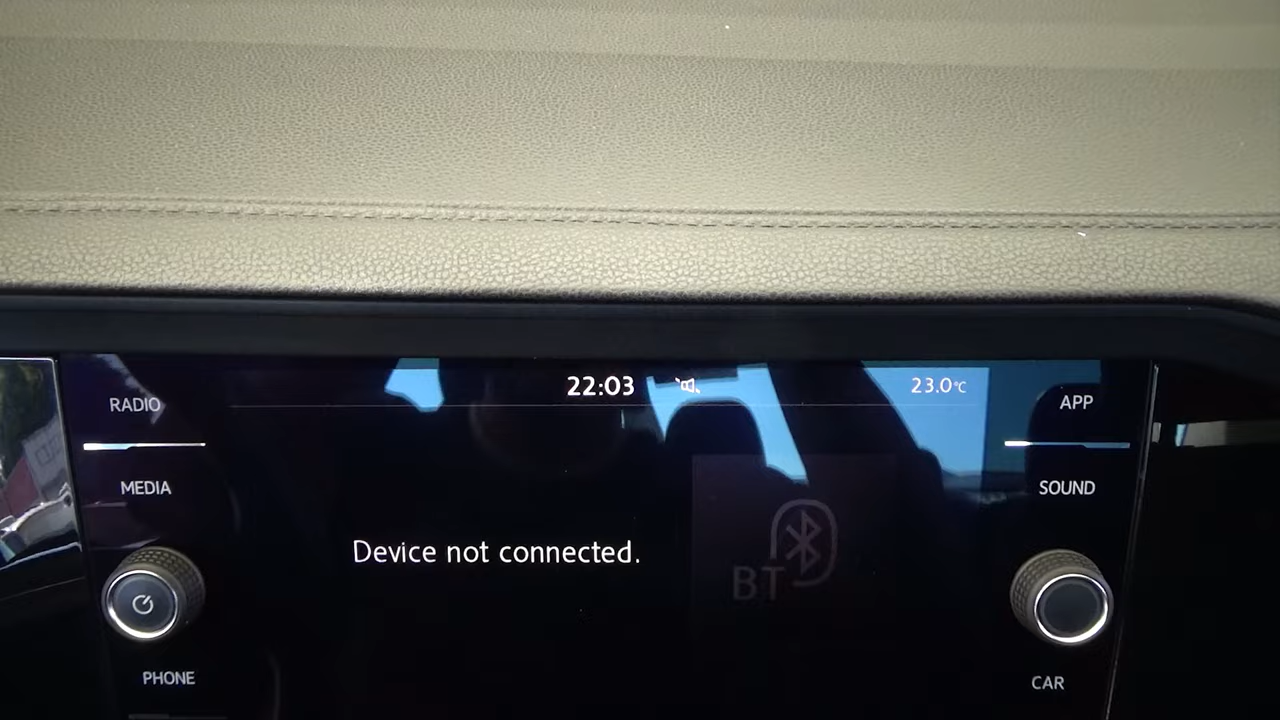 22:03
23.0°C
RADIO
APP
MEDIA
SOUND
Device not connected.
BT
PHONE
CAR